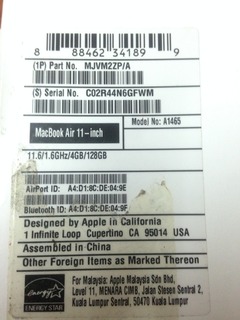 8 88462 34189 9
(1P) Part No. MJVM2ZP/A
(S) Serial No. C02R44N6GFWM
MacBook Air 11-inch
Model No: A1465
11.6/1.6GHz/4GB/128GB
AirPort ID: A4:D1:8C:DE:04:9E
Bluetooth ID: A4:D1:8C:DE:04:9F
Designed by Apple in California
1 Infinite Loop Cupertino CA 95014 USA
Assembled in China
Other Foreign Items as Marked Thereon
ENERGY STAR
For Malaysia: Apple Malaysia Sdn Bhd,
Level 11, MENARA CIMB, Jalan Stesen Sentral 2,
Kuala Lumpur Sentral, 50470 Kuala Lumpur